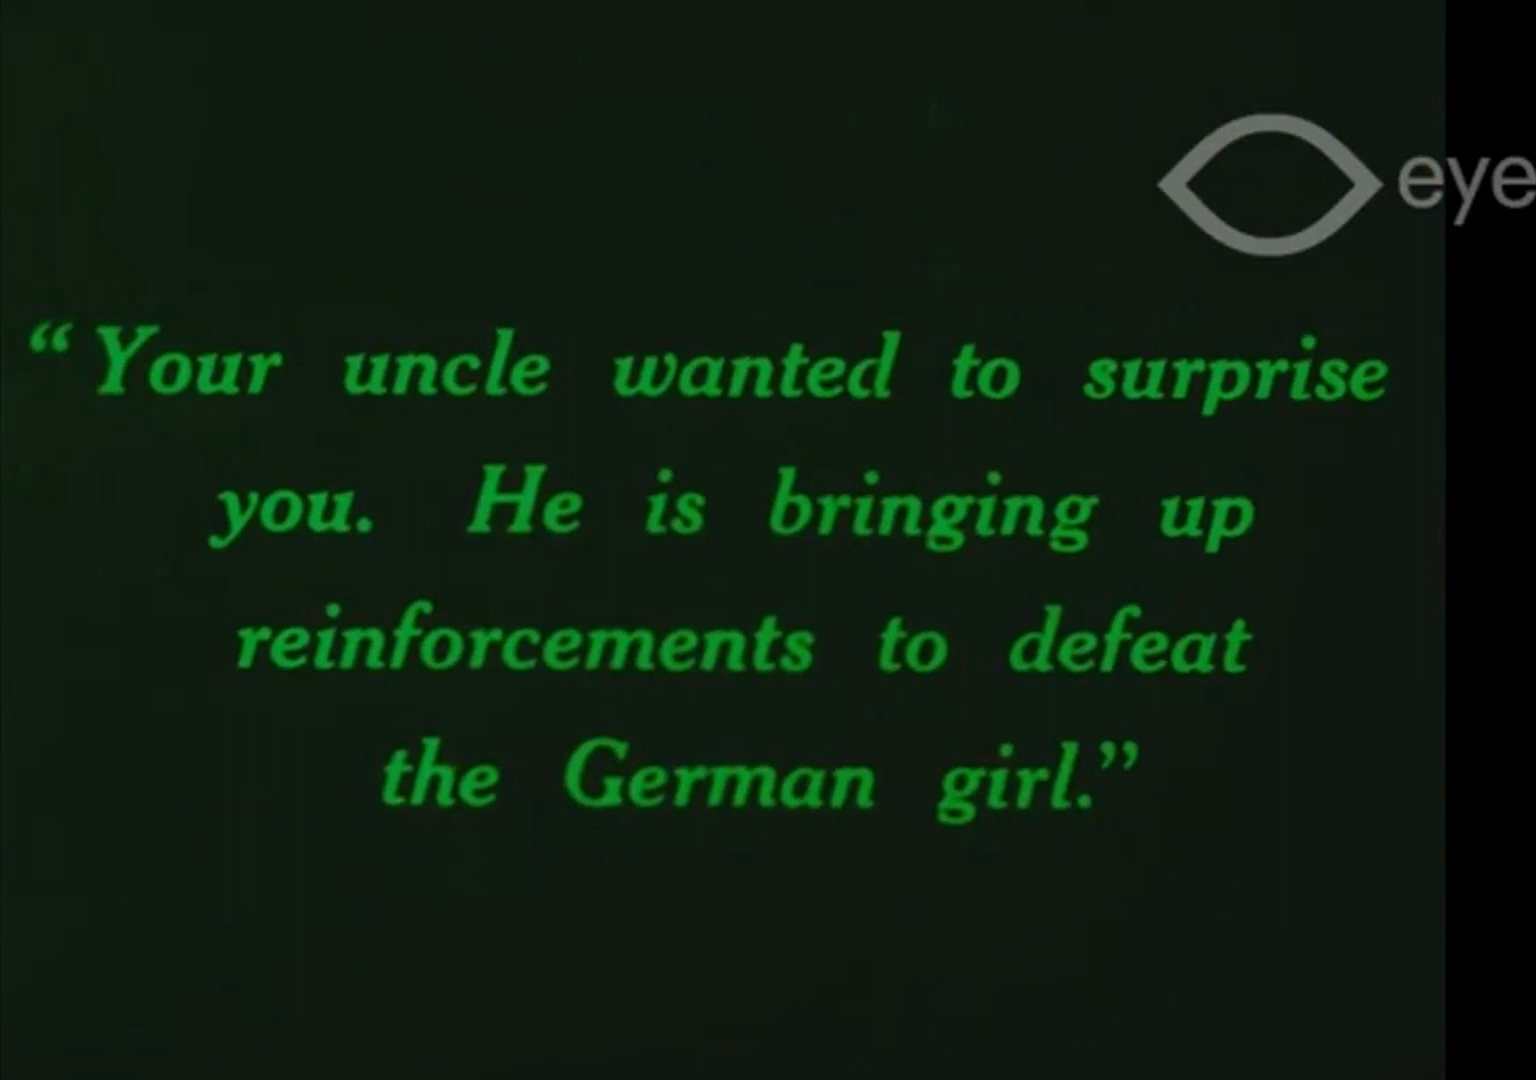 eye
“Your uncle wanted to surprise
you. He is bringing up
reinforcements to defeat
the German girl.”